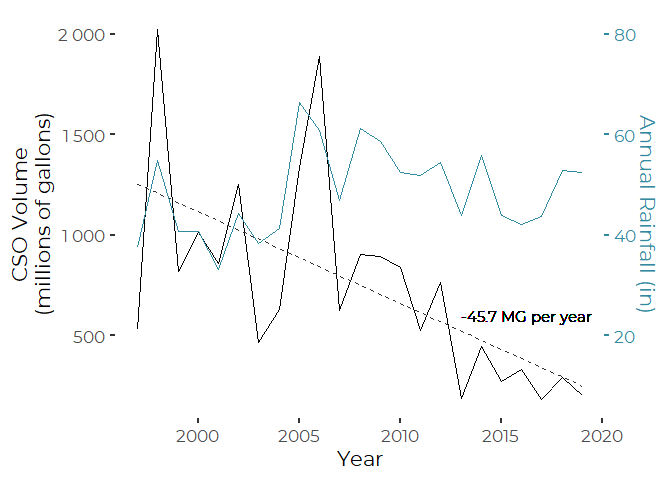 2 000
1 500
1 000
500
CSO Volume
(millions of gallons)
80
60
40
20
Annual Rainfall (in)
-45.7 MG per year
2000
2005
2010
2015
2020
Year